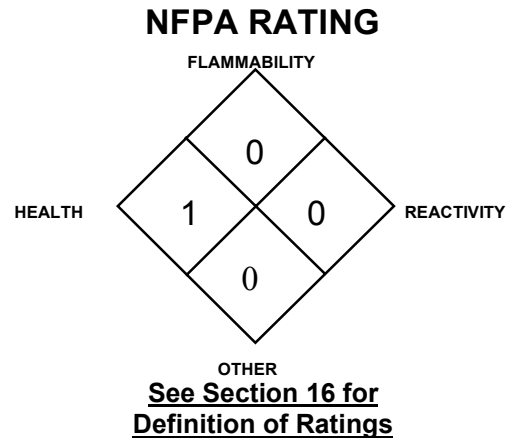 NFPA RATING
FLAMMABILITY
0
HEALTH 1 0 REACTIVITY
0
OTHER
See Section 16 for
Definition of Ratings